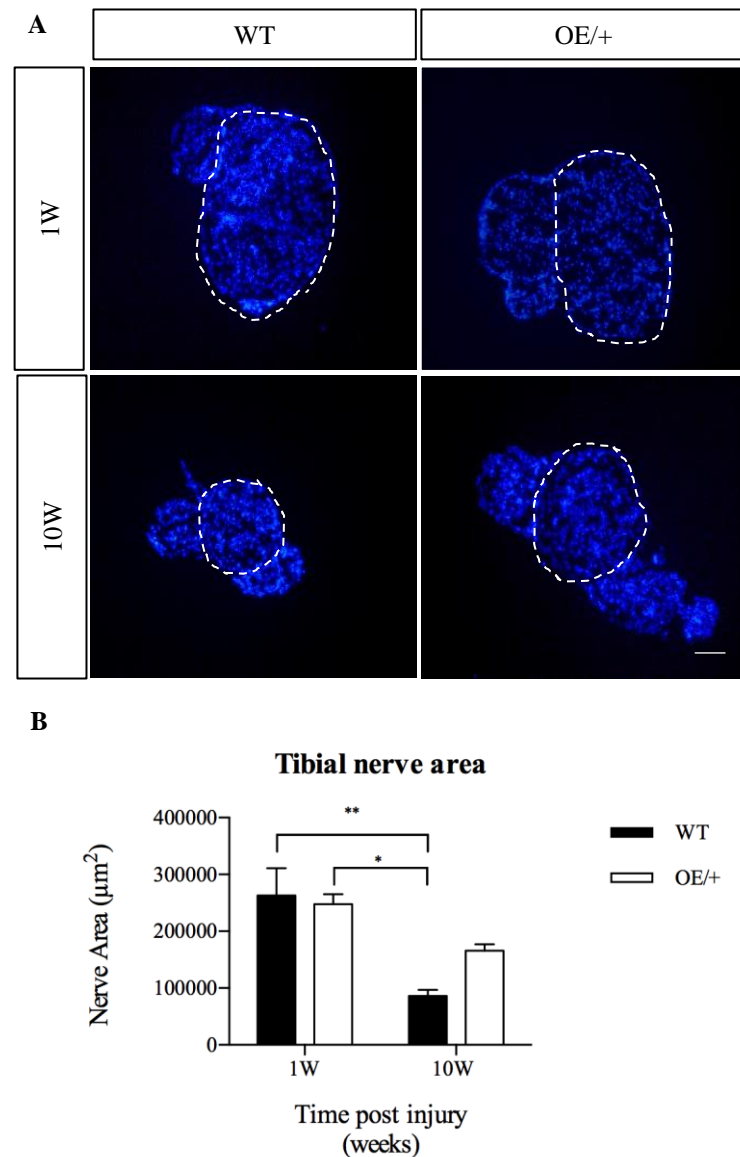 A
WT
OE/+
1W
10W
B
Tibial nerve area
400000
300000
200000
100000
0
**
*
Nerve Area (µm²)
WT
OE/+
1W
10W
Time post injury
(weeks)